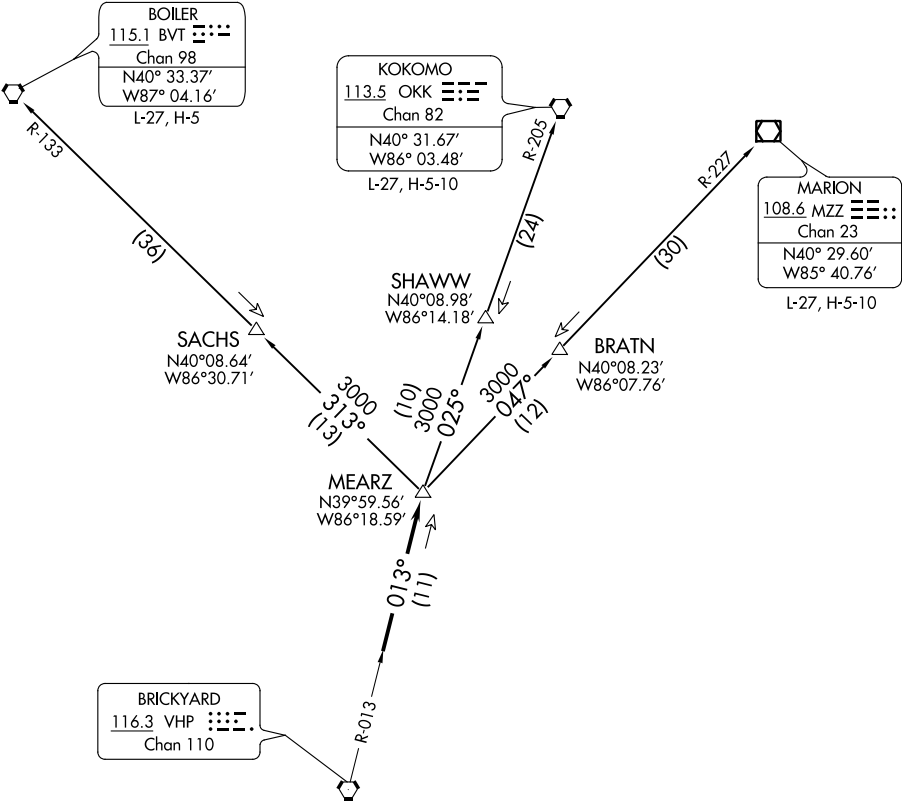 BOILER
115.1 BVT
Chan 98
N40° 33.37′
W87° 04.16′
L-27, H-5
KOKOMO
113.5 OKK
Chan 82
N40° 31.67′
W86° 03.48′
L-27, H-5-10
MARION
108.6 MZZ
Chan 23
N40° 29.60′
W85° 40.76′
L-27, H-5-10
R-133
R-205
R-227
(36)
(24)
(30)
SACHS
N40°08.64′
W86°30.71′
SHAWW
N40°08.98′
W86°14.18′
BRATN
N40°08.23′
W86°07.76′
3000
313°
(13)
(10)
3000
025°
3000
047°
(12)
MEARZ
N39°59.56′
W86°18.59′
013°
(11)
R-013
BRICKYARD
116.3 VHP
Chan 110